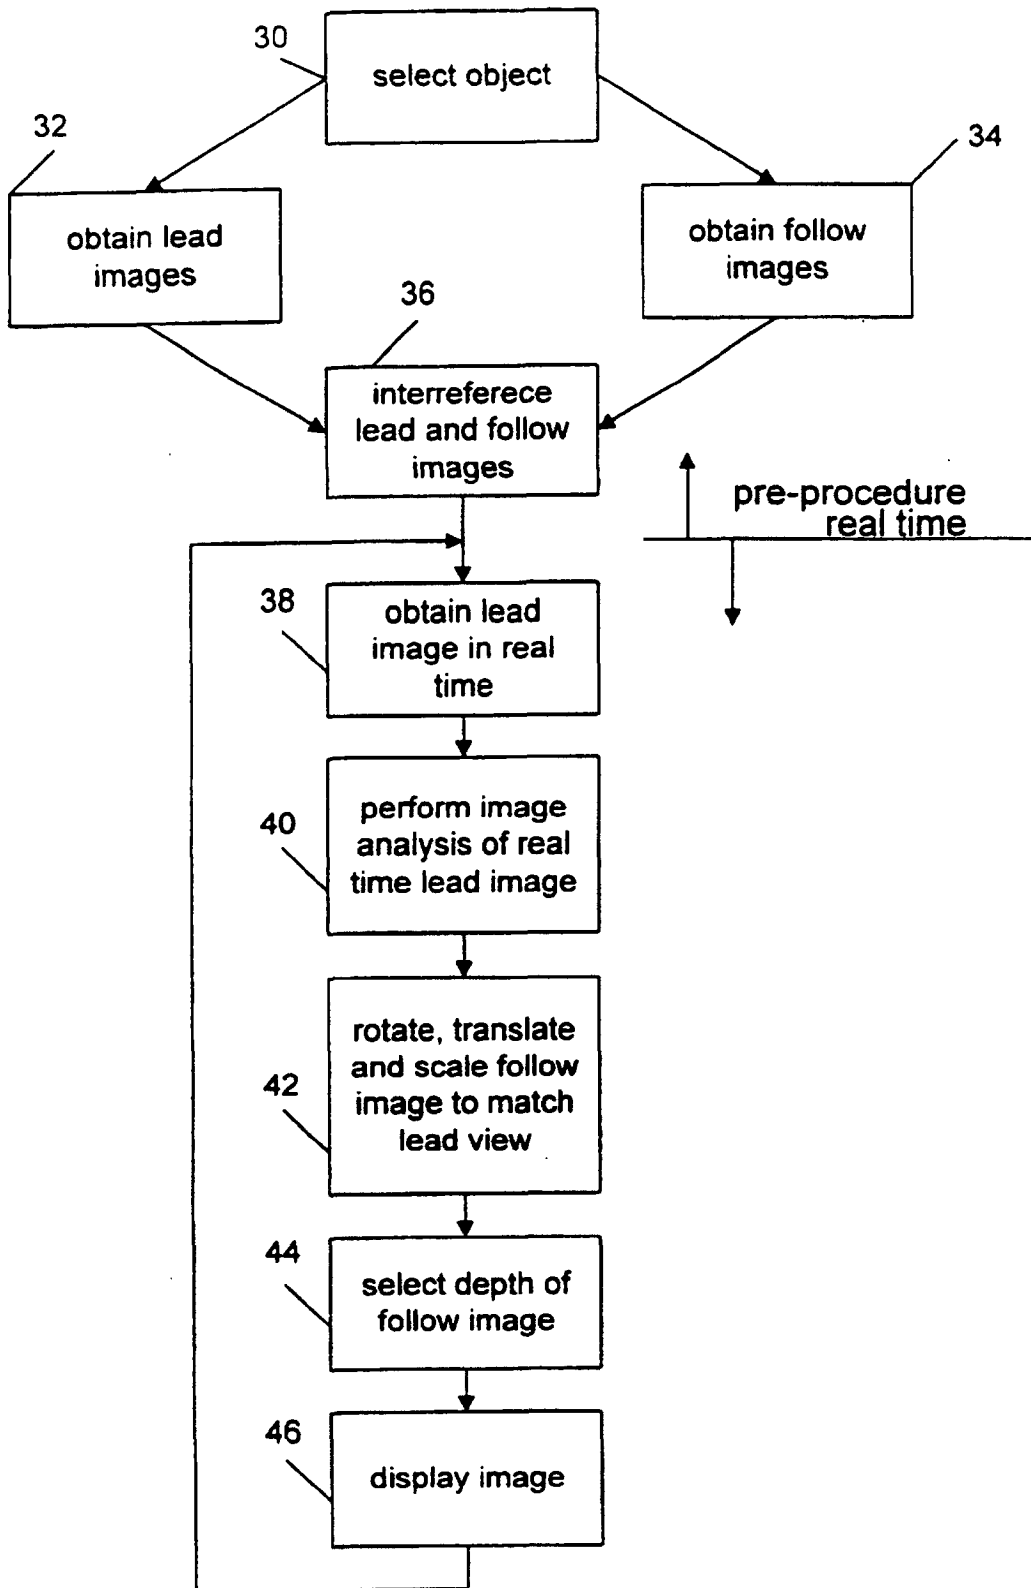 30
select object
32
34
obtain lead
images
obtain follow
images
36
interreferece
lead and follow
images
pre-procedure
real time
38
obtain lead
image in real
time
40
perform image
analysis of real
time lead image
42
rotate, translate
and scale follow
image to match
lead view
44
select depth of
follow image
46
display image